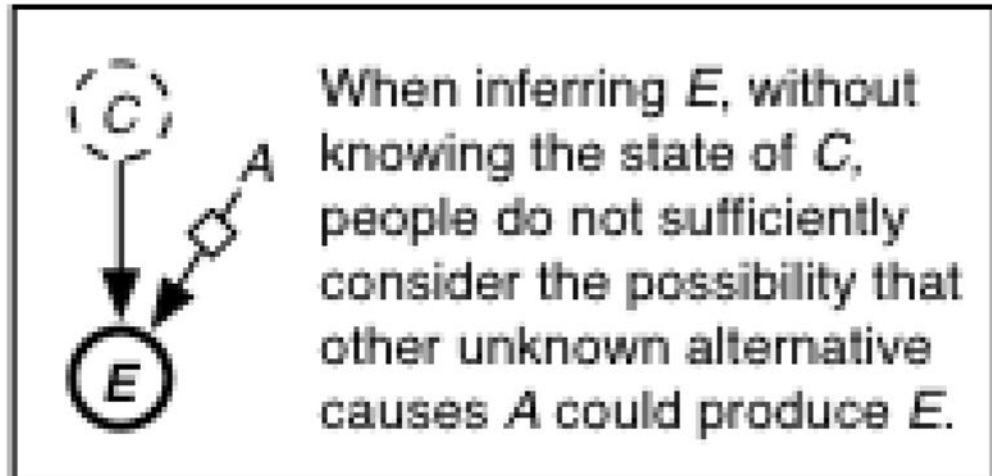 C
A
E
When inferring E, without
knowing the state of C,
people do not sufficiently
consider the possibility that
other unknown alternative
causes A could produce E.